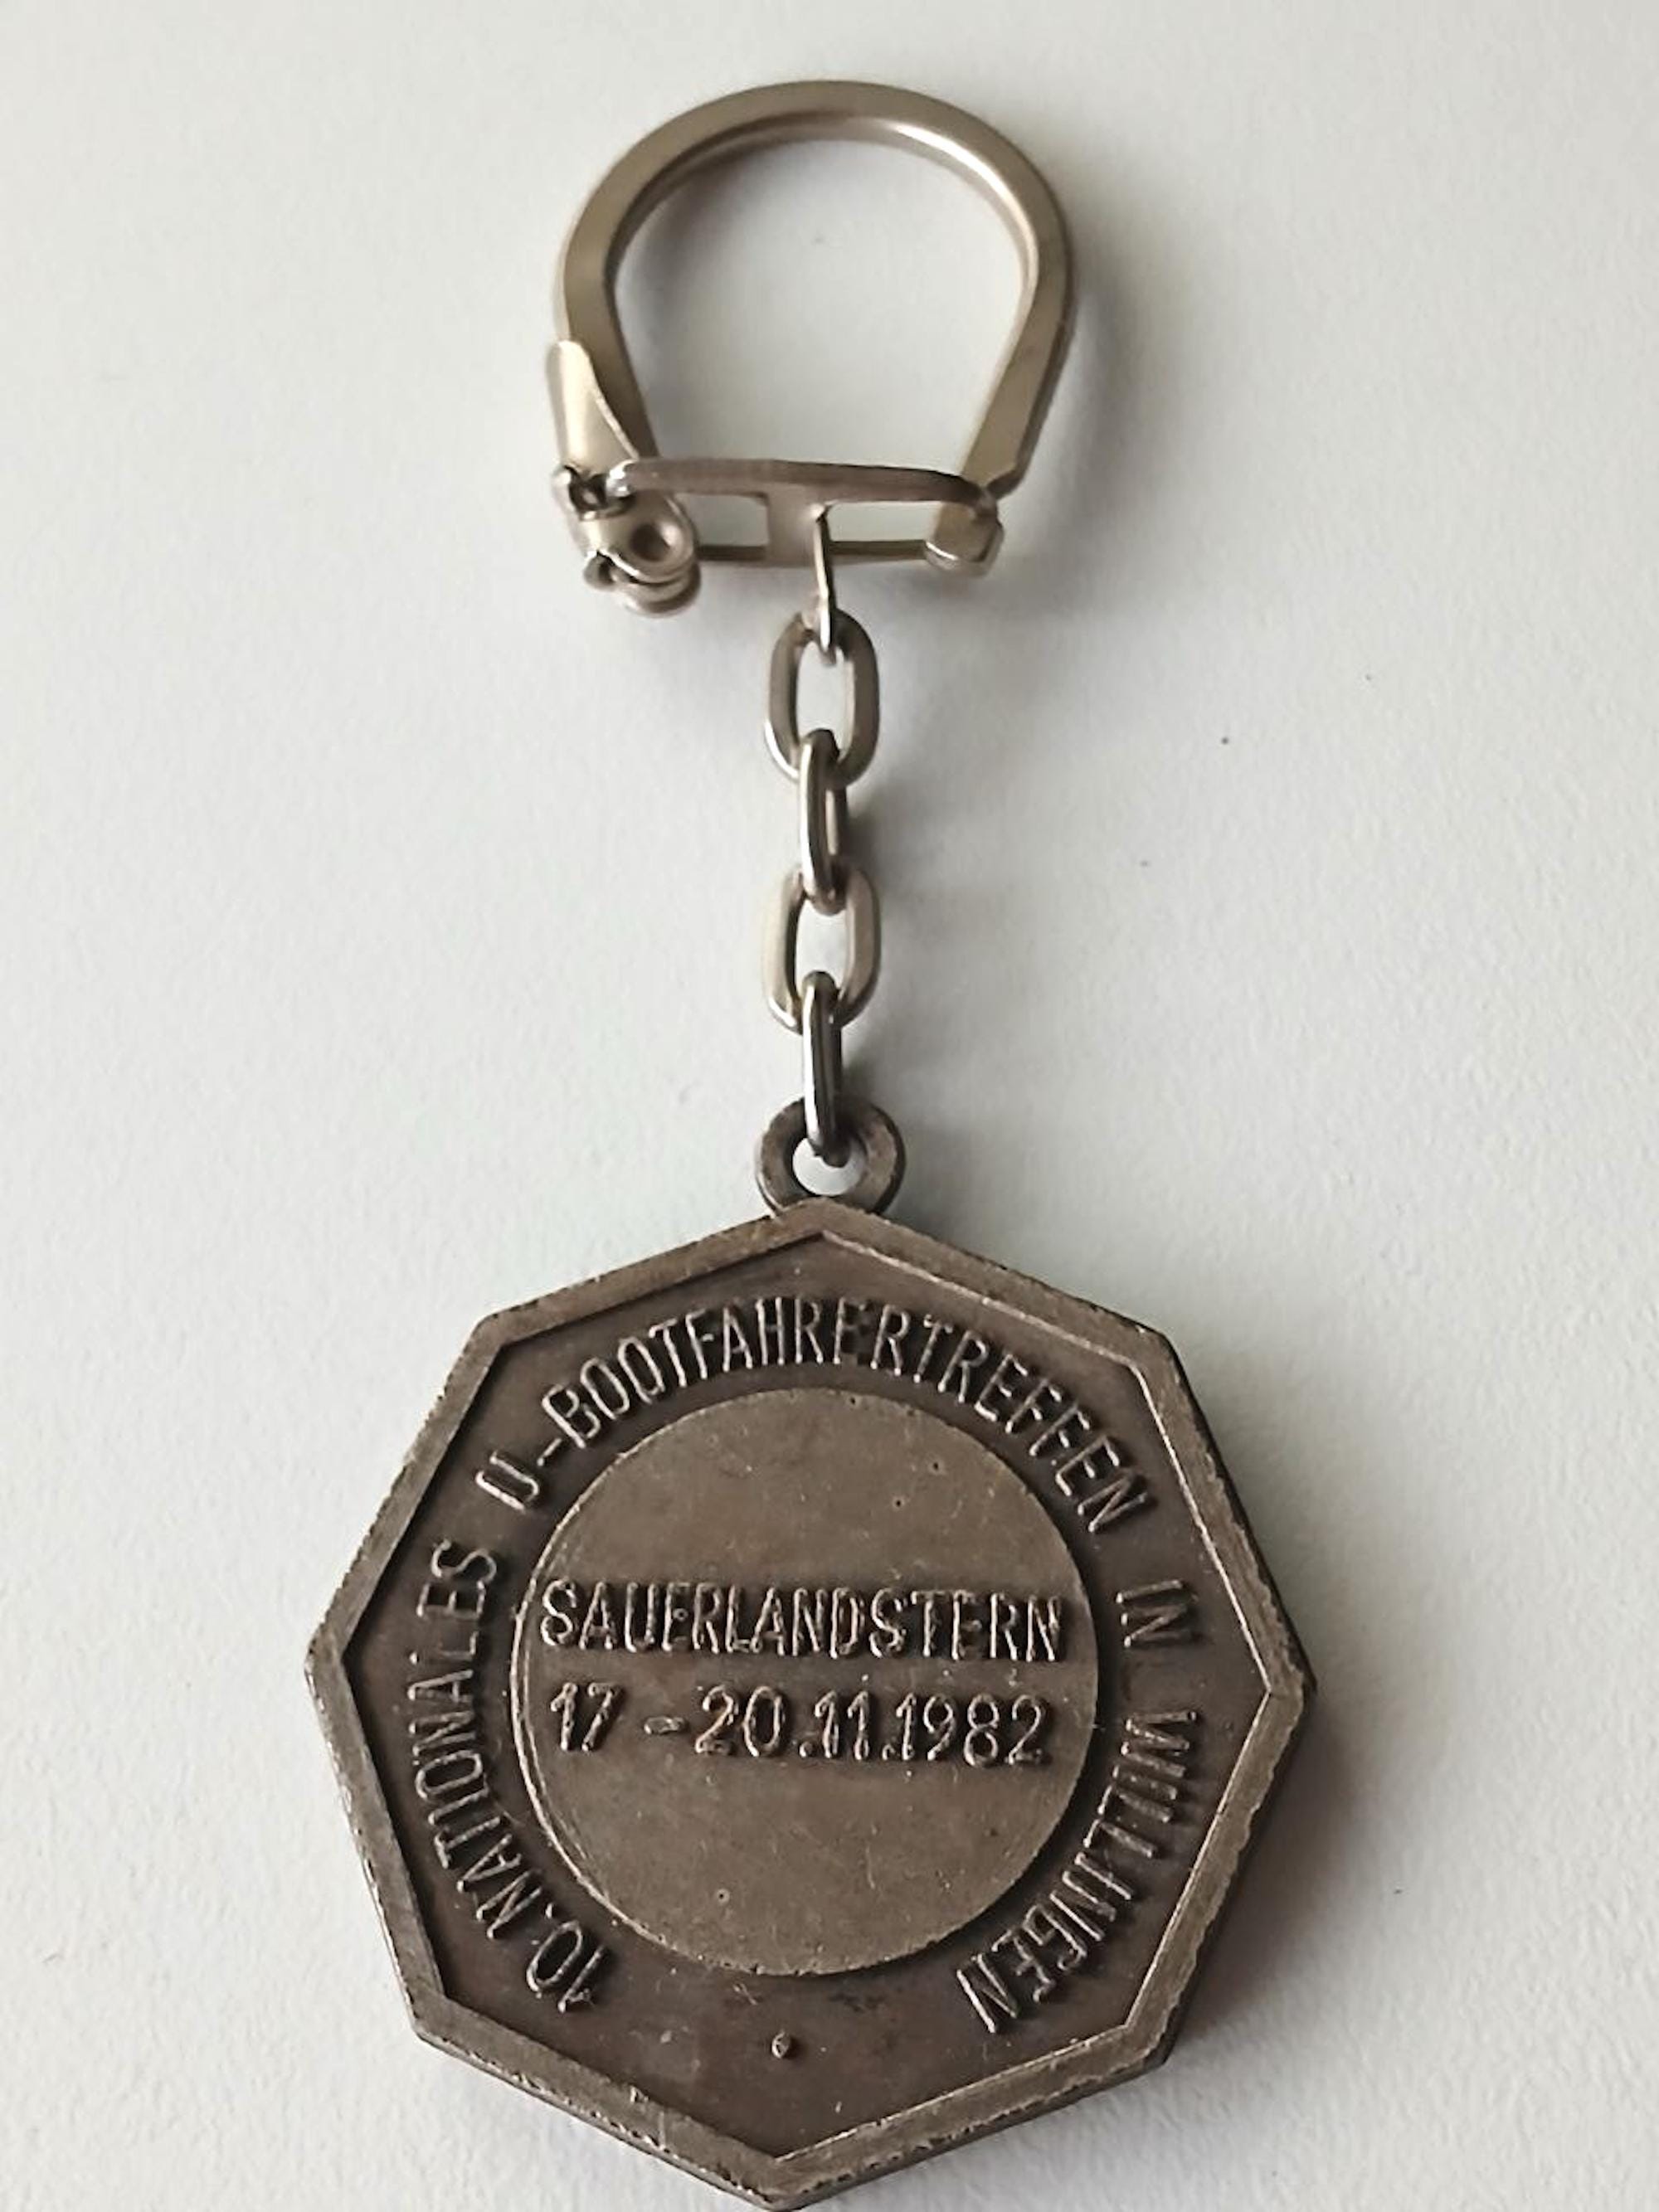 10. NATIONALES U-BOOTFAHRERTREFFEN IN WILLINGEN
SAUERLANDSTERN
17 - 20.11.1982